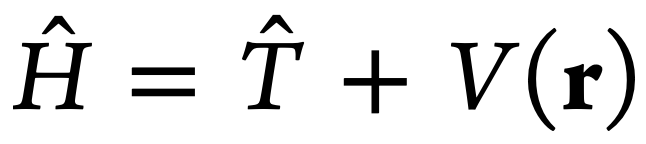 Ĥ = T̂ + V(𝐫)